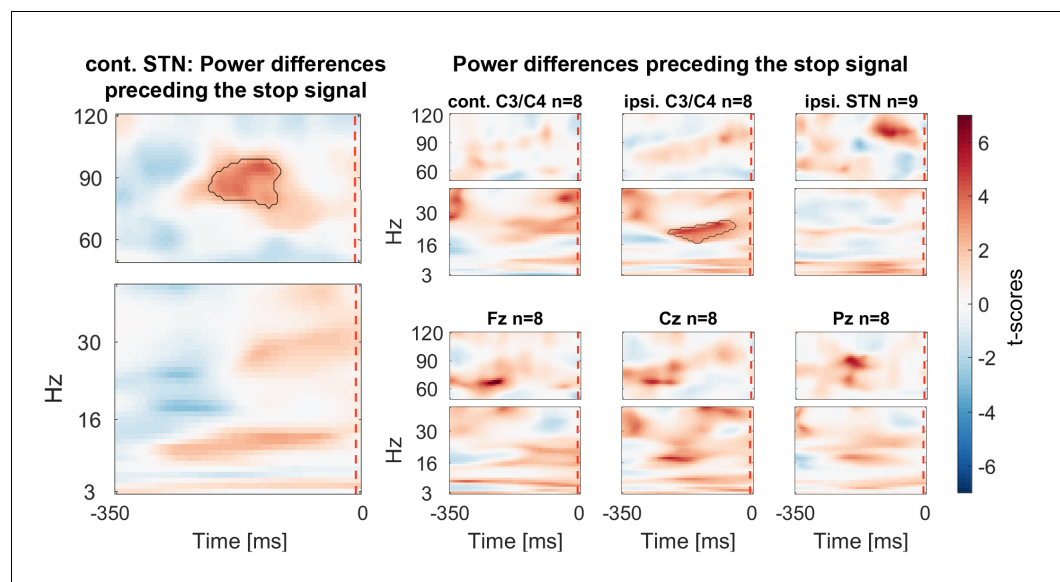 cont. STN: Power differences
preceding the stop signal
Power differences preceding the stop signal
cont. C3/C4 n=8
ipsi. C3/C4 n=8
ipsi. STN n=9
120
90
60
30
16
3
Hz
-350
0
Time [ms]
120
90
60
30
16
3
Hz
Fz n=8
Cz n=8
Pz n=8
120
90
60
30
16
3
Hz
-350
0
-350
0
-350
0
Time [ms]
Time [ms]
Time [ms]
6
4
2
0
-2
-4
-6
t-scores